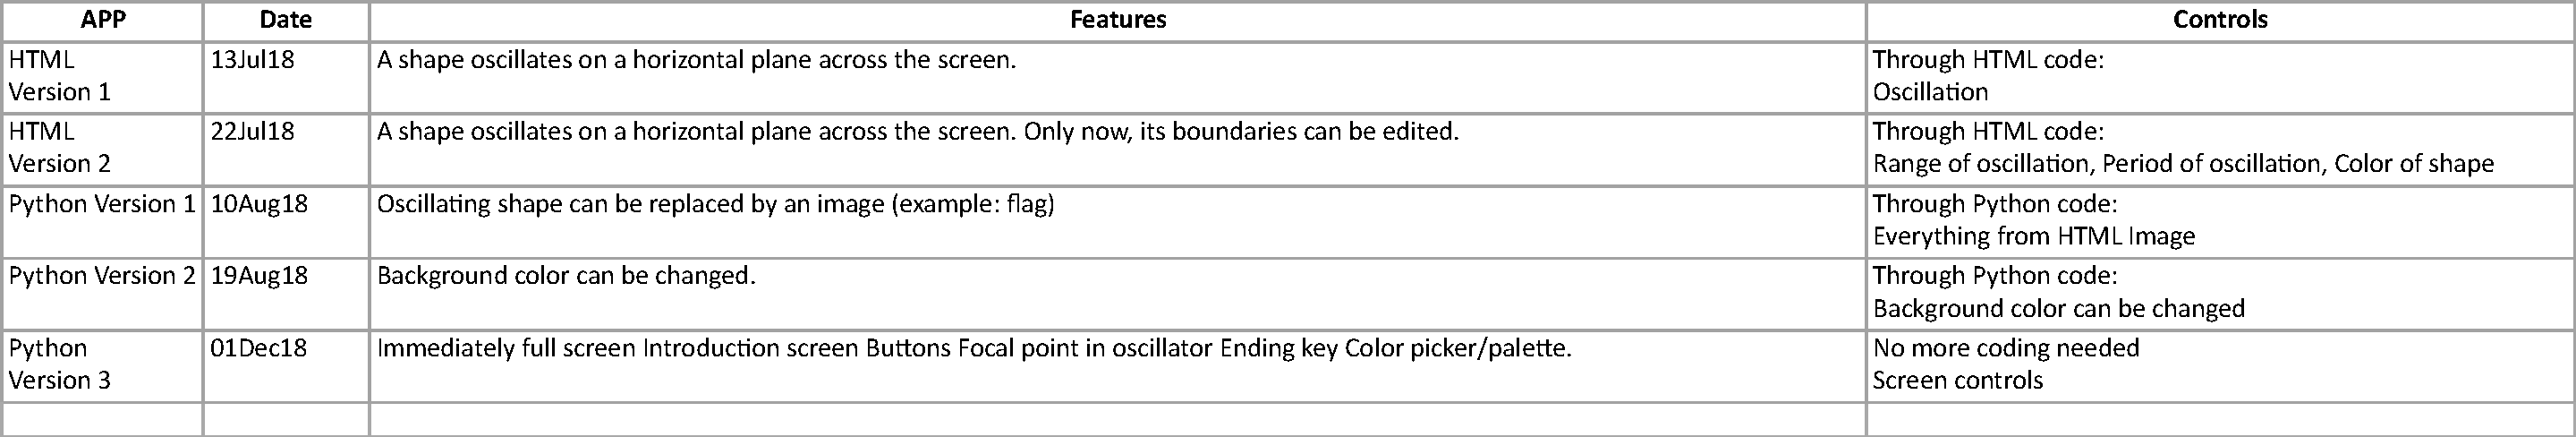 APP Date Features Controls
HTML Version 1 13Jul18 A shape oscillates on a horizontal plane across the screen. Through HTML code:
Oscillation
HTML Version 2 22Jul18 A shape oscillates on a horizontal plane across the screen. Only now, its boundaries can be edited. Through HTML code:
Range of oscillation, Period of oscillation, Color of shape
Python Version 1 10Aug18 Oscillating shape can be replaced by an image (example: flag) Through Python code:
Everything from HTML Image
Python Version 2 19Aug18 Background color can be changed. Through Python code:
Background color can be changed
Python Version 3 01Dec18 Immediately full screen Introduction screen Buttons Focal point in oscillator Ending key Color picker/palette. No more coding needed
Screen controls